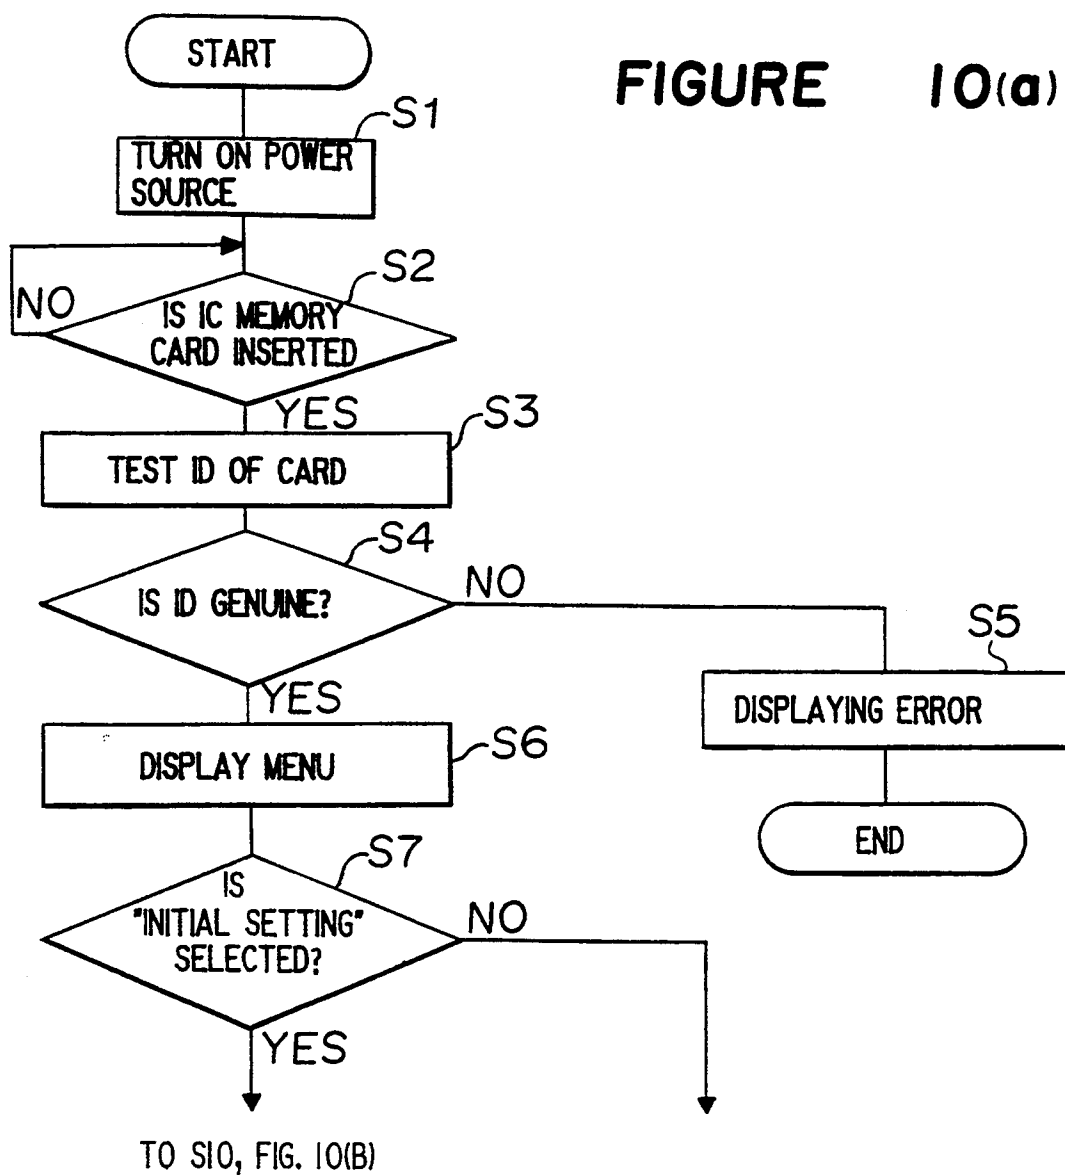 START
FIGURE 10(a)
S1
TURN ON POWER
SOURCE
S2
NO
IS IC MEMORY
CARD INSERTED
YES
S3
TEST ID OF CARD
S4
NO
IS ID GENUINE?
S5
YES
DISPLAYING ERROR
S6
DISPLAY MENU
END
S7
IS
"INITIAL SETTING"
SELECTED?
NO
YES
TO S10, FIG. 10(B)